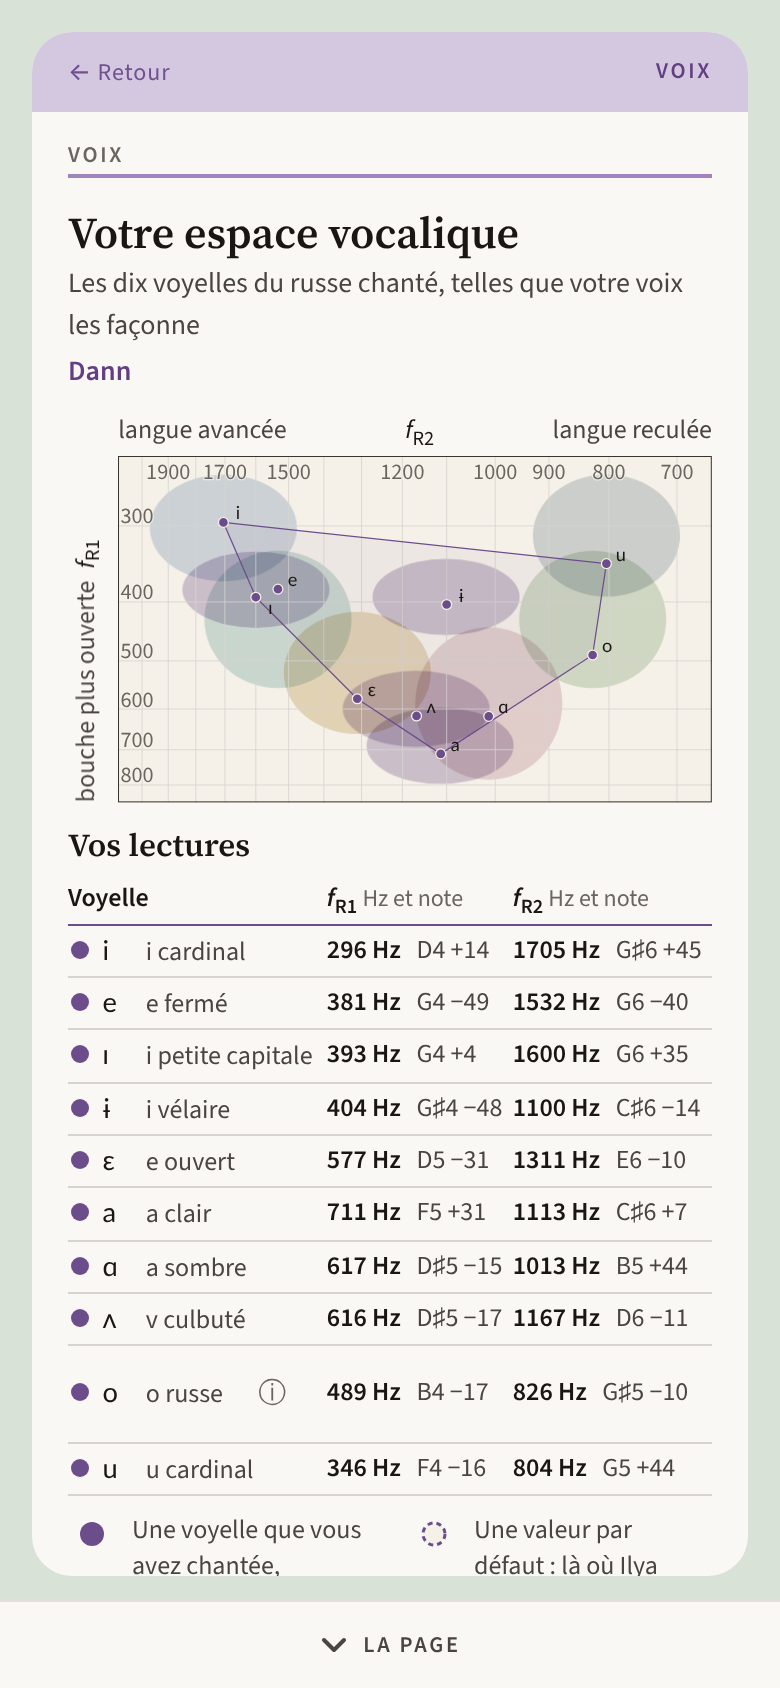 ← Retour
VOIX
VOIX
Votre espace vocalique
Les dix voyelles du russe chanté, telles que votre voix
les façonne
Dann
langue avancée fR2 langue reculée
1900 1700 1500 1200 1000 900 800 700
bouche plus ouverte fR1
300
400
500
600
700
800
i
u
e
ɪ
ɨ
o
ɛ
ʌ
ɑ
a
Vos lectures
Voyelle fR1 Hz et note fR2 Hz et note
i i cardinal 296 Hz D4 +14 1705 Hz G♯6 +45
e e fermé 381 Hz G4 −49 1532 Hz G6 −40
ɪ i petite capitale 393 Hz G4 +4 1600 Hz G6 +35
ɨ i vélaire 404 Hz G♯4 −48 1100 Hz C♯6 −14
ɛ e ouvert 577 Hz D5 −31 1311 Hz E6 −10
a a clair 711 Hz F5 +31 1113 Hz C♯6 +7
ɑ a sombre 617 Hz D♯5 −15 1013 Hz B5 +44
ʌ v culbuté 616 Hz D♯5 −17 1167 Hz D6 −11
o o russe ⓘ 489 Hz B4 −17 826 Hz G♯5 −10
u u cardinal 346 Hz F4 −16 804 Hz G5 +44
Une voyelle que vous
avez chantée,
Une valeur par
défaut : là où Ilya
LA PAGE